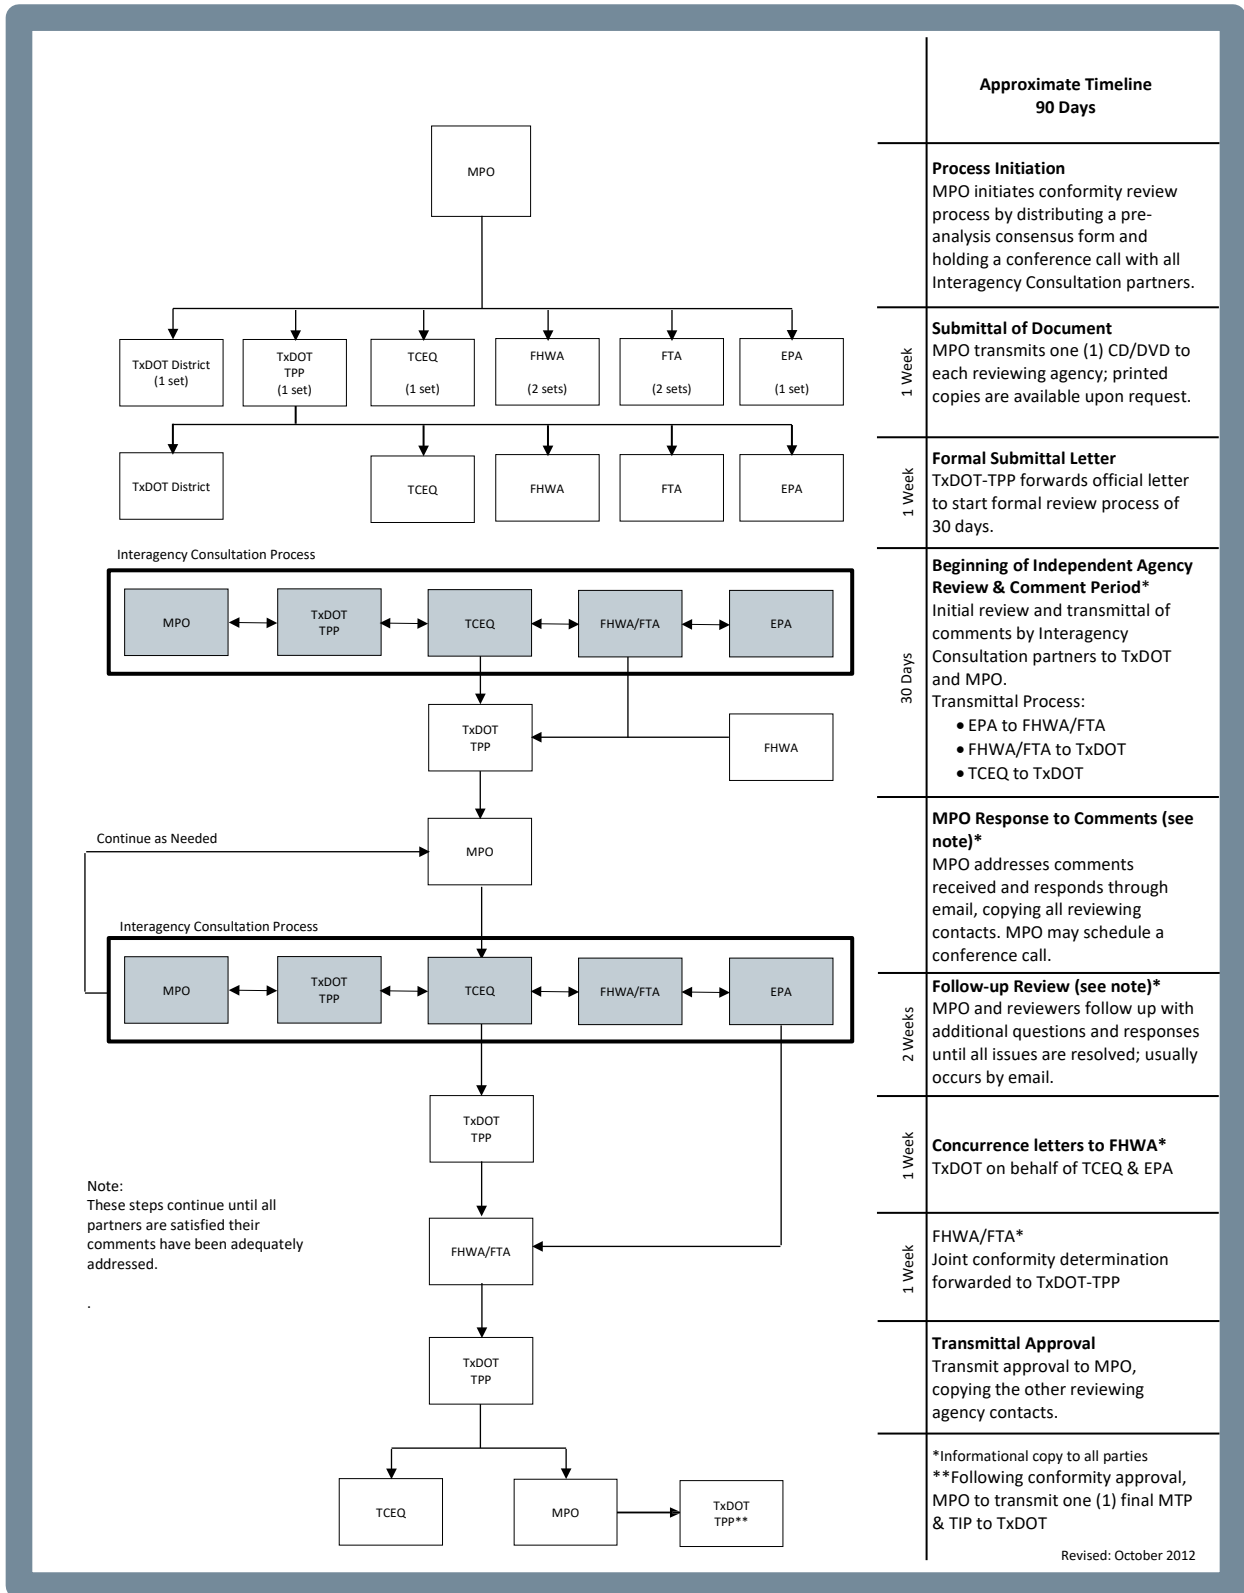 Approximate Timeline
90 Days
MPO
Process Initiation
MPO initiates conformity review
process by distributing a pre-
analysis consensus form and
holding a conference call with all
Interagency Consultation partners.
TxDOT District
(1 set)
TxDOT
TPP
(1 set)
TCEQ
(1 set)
FHWA
(2 sets)
FTA
(2 sets)
EPA
(1 set)
1 Week
Submittal of Document
MPO transmits one (1) CD/DVD to
each reviewing agency; printed
copies are available upon request.
TxDOT District
TCEQ
FHWA
FTA
EPA
1 Week
Formal Submittal Letter
TxDOT-TPP forwards official letter
to start formal review process of
30 days.
Interagency Consultation Process
MPO
TxDOT
TPP
TCEQ
FHWA/FTA
EPA
TxDOT
TPP
FHWA
30 Days
Beginning of Independent Agency
Review & Comment Period*
Initial review and transmittal of
comments by Interagency
Consultation partners to TxDOT
and MPO.
Transmittal Process:
• EPA to FHWA/FTA
• FHWA/FTA to TxDOT
• TCEQ to TxDOT
Continue as Needed
MPO
MPO Response to Comments (see
note)*
MPO addresses comments
received and responds through
email, copying all reviewing
contacts. MPO may schedule a
conference call.
Interagency Consultation Process
MPO
TxDOT
TPP
TCEQ
FHWA/FTA
EPA
2 Weeks
Follow-up Review (see note)*
MPO and reviewers follow up with
additional questions and responses
until all issues are resolved; usually
occurs by email.
TxDOT
TPP
1 Week
Concurrence letters to FHWA*
TxDOT on behalf of TCEQ & EPA
Note:
These steps continue until all
partners are satisfied their
comments have been adequately
addressed.
.
FHWA/FTA
1 Week
FHWA/FTA*
Joint conformity determination
forwarded to TxDOT-TPP
TxDOT
TPP
Transmittal Approval
Transmit approval to MPO,
copying the other reviewing
agency contacts.
TCEQ
MPO
TxDOT
TPP**
*Informational copy to all parties
**Following conformity approval,
MPO to transmit one (1) final MTP
& TIP to TxDOT
Revised: October 2012